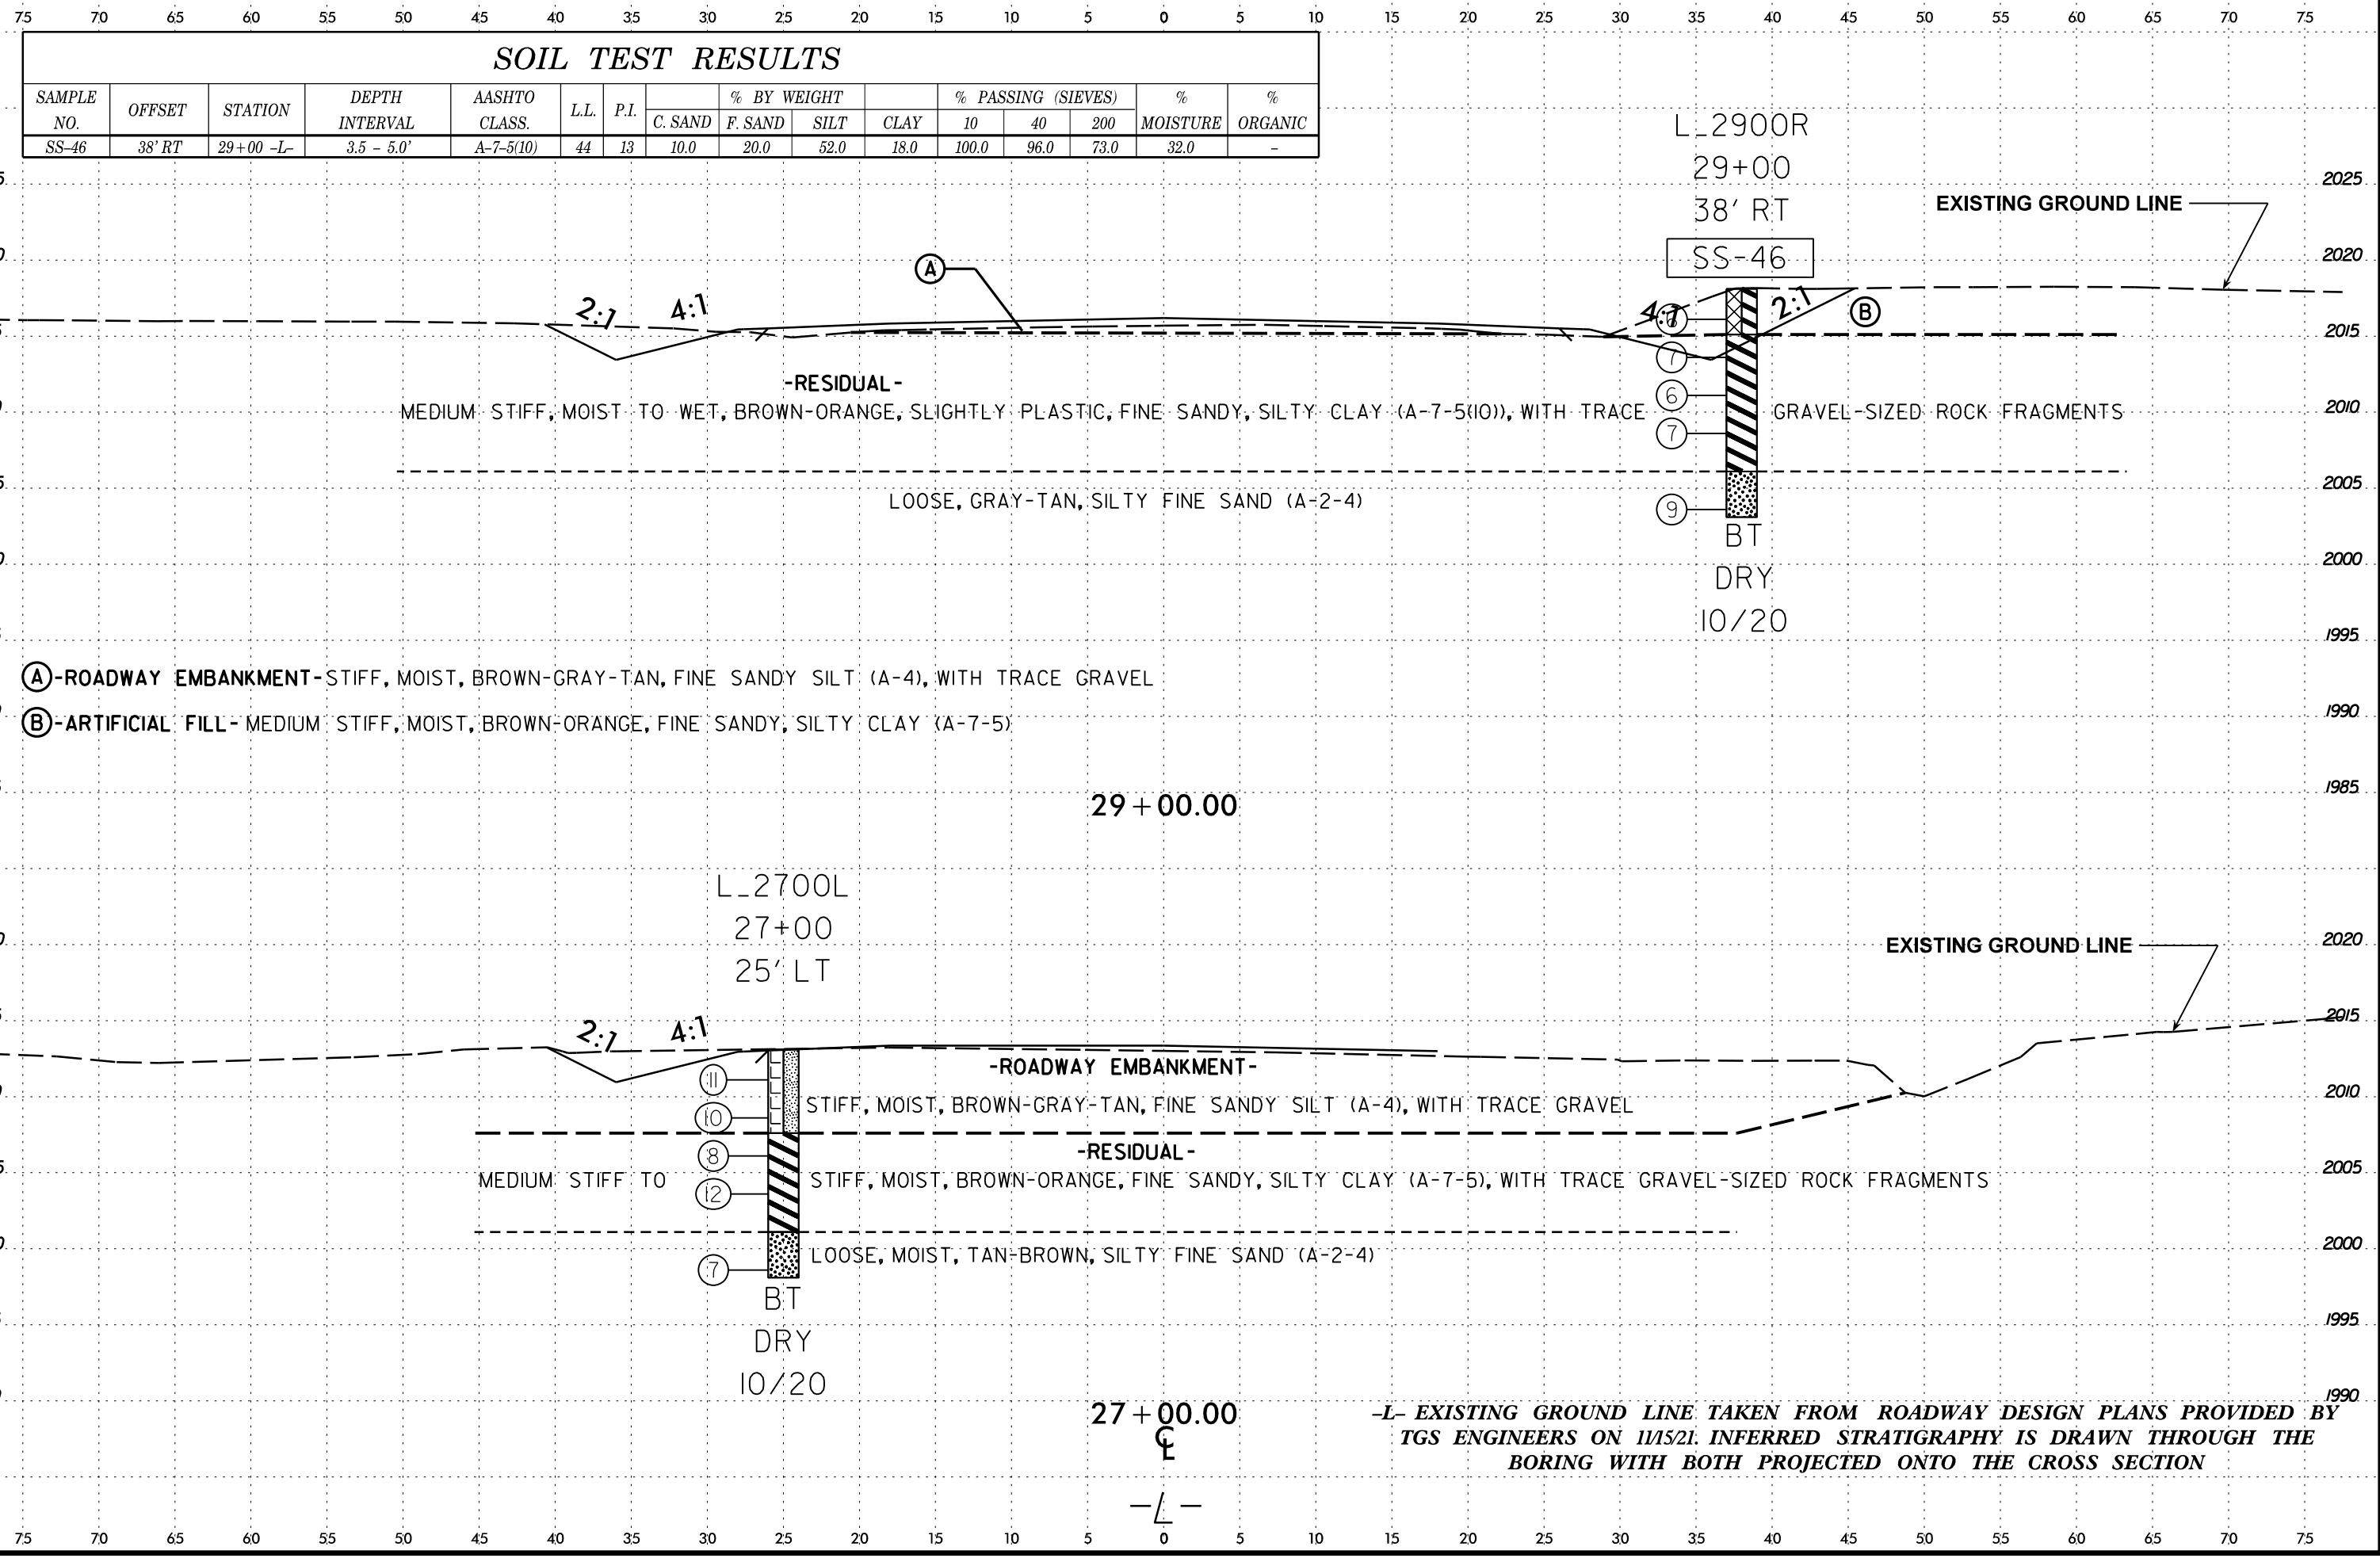 75 70 65 60 55 50 45 40 35 30 25 20 15 10 5 0 5 10 15 20 25 30 35 40 45 50 55 60 65 70 75
SOIL TEST RESULTS
SAMPLE NO. OFFSET STATION DEPTH INTERVAL AASHTO CLASS. L.L. P.I. % BY WEIGHT % PASSING (SIEVES) % MOISTURE % ORGANIC
C. SAND F. SAND SILT CLAY 10 40 200
SS-46 38' RT 29+00 -L- 3.5 - 5.0' A-7-5(10) 44 13 10.0 20.0 52.0 18.0 100.0 96.0 73.0 32.0 -
L_2900R
29+00
38' RT
SS-46
2025
EXISTING GROUND LINE
2020
A
2:1 4:1
4:1 2:1 B
2015
7
-RESIDUAL-
6
MEDIUM STIFF, MOIST TO WET, BROWN-ORANGE, SLIGHTLY PLASTIC, FINE SANDY, SILTY CLAY (A-7-5(10)), WITH TRACE GRAVEL-SIZED ROCK FRAGMENTS
2010
7
2005
LOOSE, GRAY-TAN, SILTY FINE SAND (A-2-4)
9
BT
DRY
10/20
2000
1995
A -ROADWAY EMBANKMENT- STIFF, MOIST, BROWN-GRAY-TAN, FINE SANDY SILT (A-4), WITH TRACE GRAVEL
1990
B -ARTIFICIAL FILL- MEDIUM STIFF, MOIST, BROWN-ORANGE, FINE SANDY, SILTY CLAY (A-7-5)
1985
29+00.00
L_2700L
27+00
25' LT
2020
EXISTING GROUND LINE
2015
2:1 4:1
-ROADWAY EMBANKMENT-
11
2010
STIFF, MOIST, BROWN-GRAY-TAN, FINE SANDY SILT (A-4), WITH TRACE GRAVEL
10
-RESIDUAL-
8
2005
MEDIUM STIFF TO STIFF, MOIST, BROWN-ORANGE, FINE SANDY, SILTY CLAY (A-7-5), WITH TRACE GRAVEL-SIZED ROCK FRAGMENTS
12
2000
LOOSE, MOIST, TAN-BROWN, SILTY FINE SAND (A-2-4)
7
BT
DRY
10/20
1995
1990
27+00.00
℄
-L-
-L- EXISTING GROUND LINE TAKEN FROM ROADWAY DESIGN PLANS PROVIDED BY
TGS ENGINEERS ON 11/15/21. INFERRED STRATIGRAPHY IS DRAWN THROUGH THE
BORING WITH BOTH PROJECTED ONTO THE CROSS SECTION
75 70 65 60 55 50 45 40 35 30 25 20 15 10 5 0 5 10 15 20 25 30 35 40 45 50 55 60 65 70 75